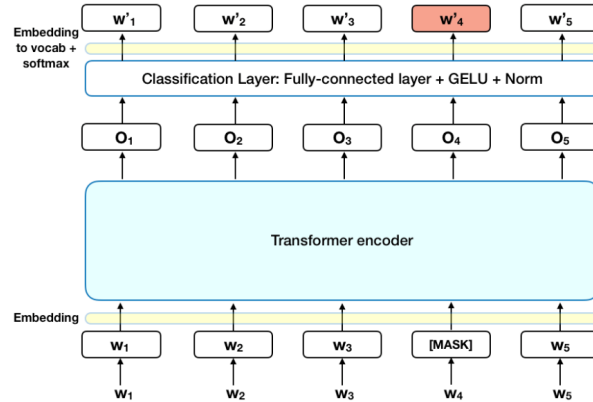 Embedding
to vocab +
softmax
w'1 w'2 w'3 w'4 w'5
Classification Layer: Fully-connected layer + GELU + Norm
O1 O2 O3 O4 O5
Transformer encoder
Embedding
w1 w2 w3 [MASK] w5
w1 w2 w3 w4 w5